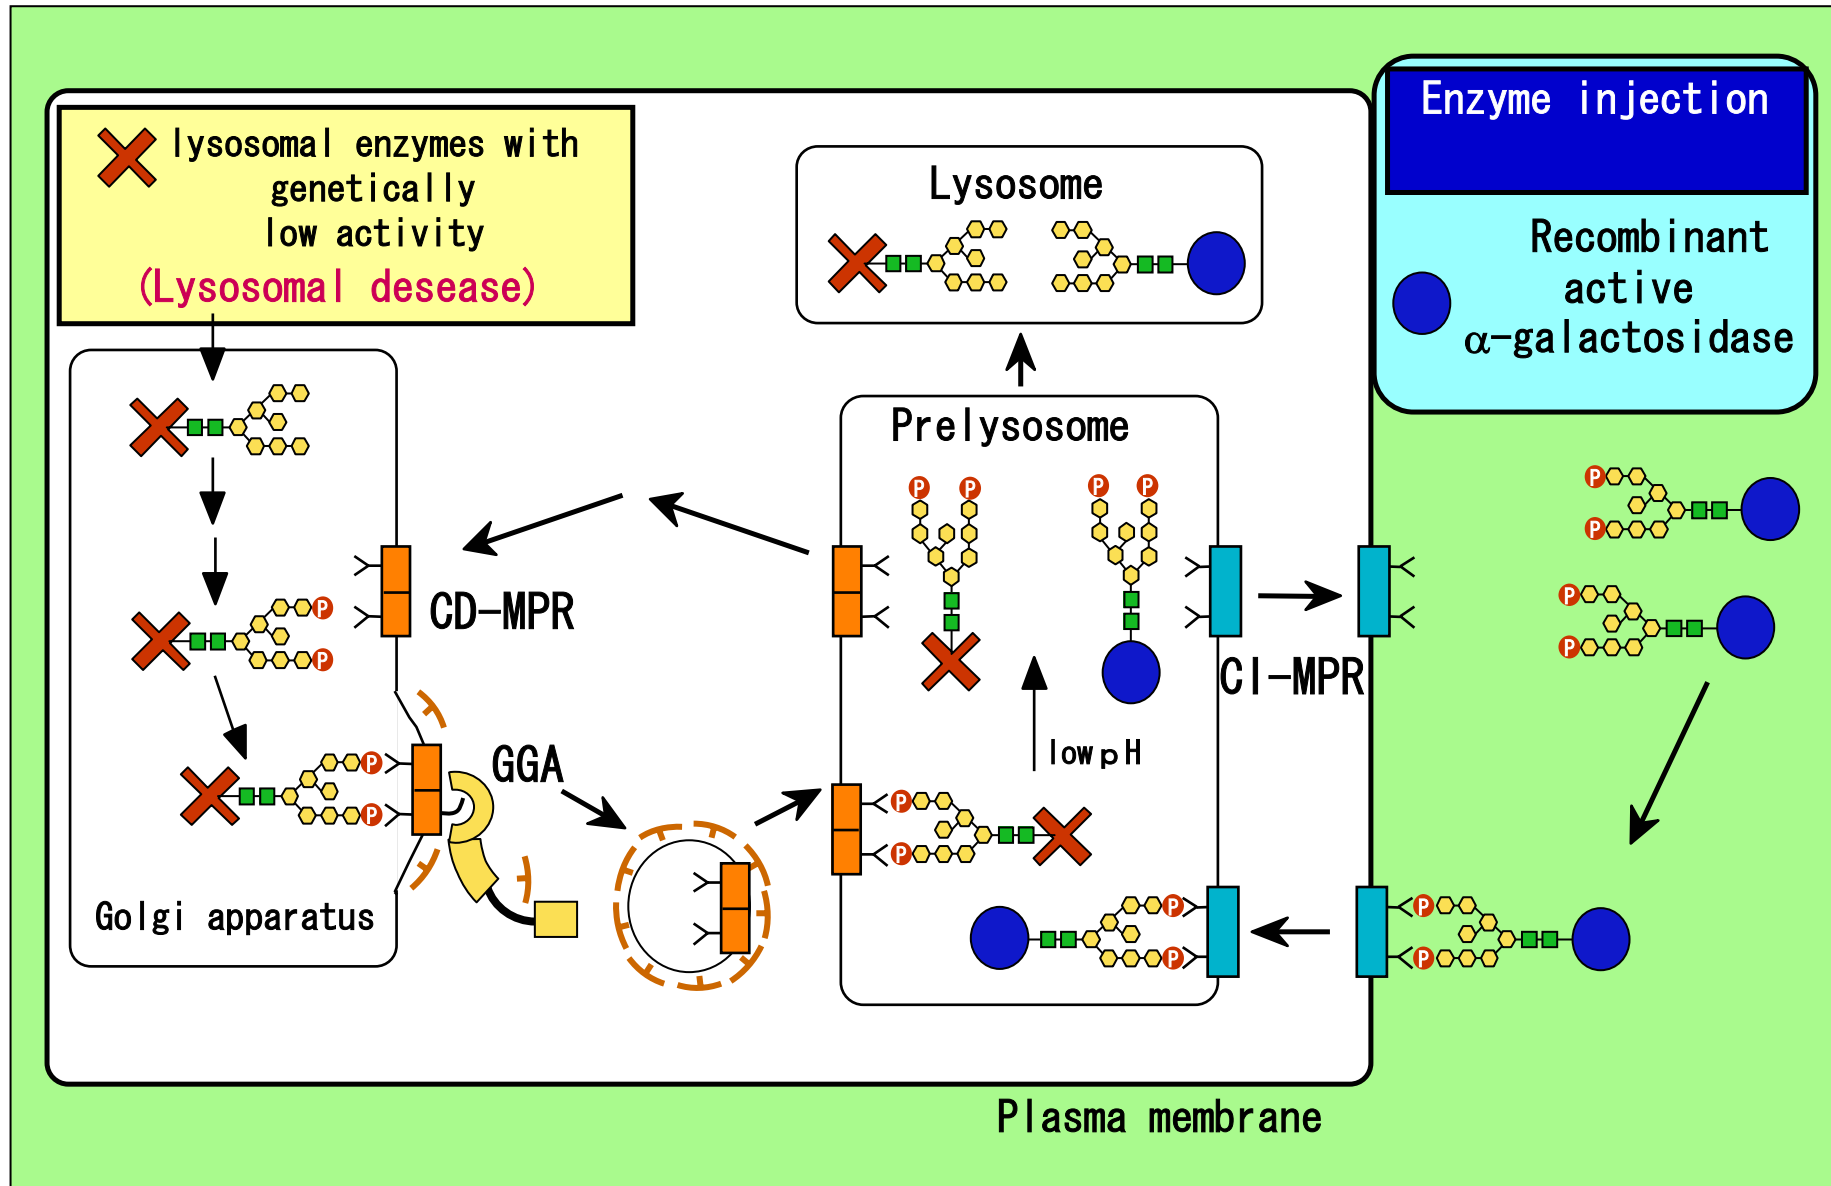 Enzyme injection
lysosomal enzymes with
genetically
low activity
(Lysosomal desease)
Lysosome
Recombinant
active
α-galactosidase
Prelysosome
P P P P
P
P
CD-MPR
P
P
P
P
CI-MPR
GGA
low pH
P
P
P
P
Golgi apparatus
P
P
P
P
Plasma membrane